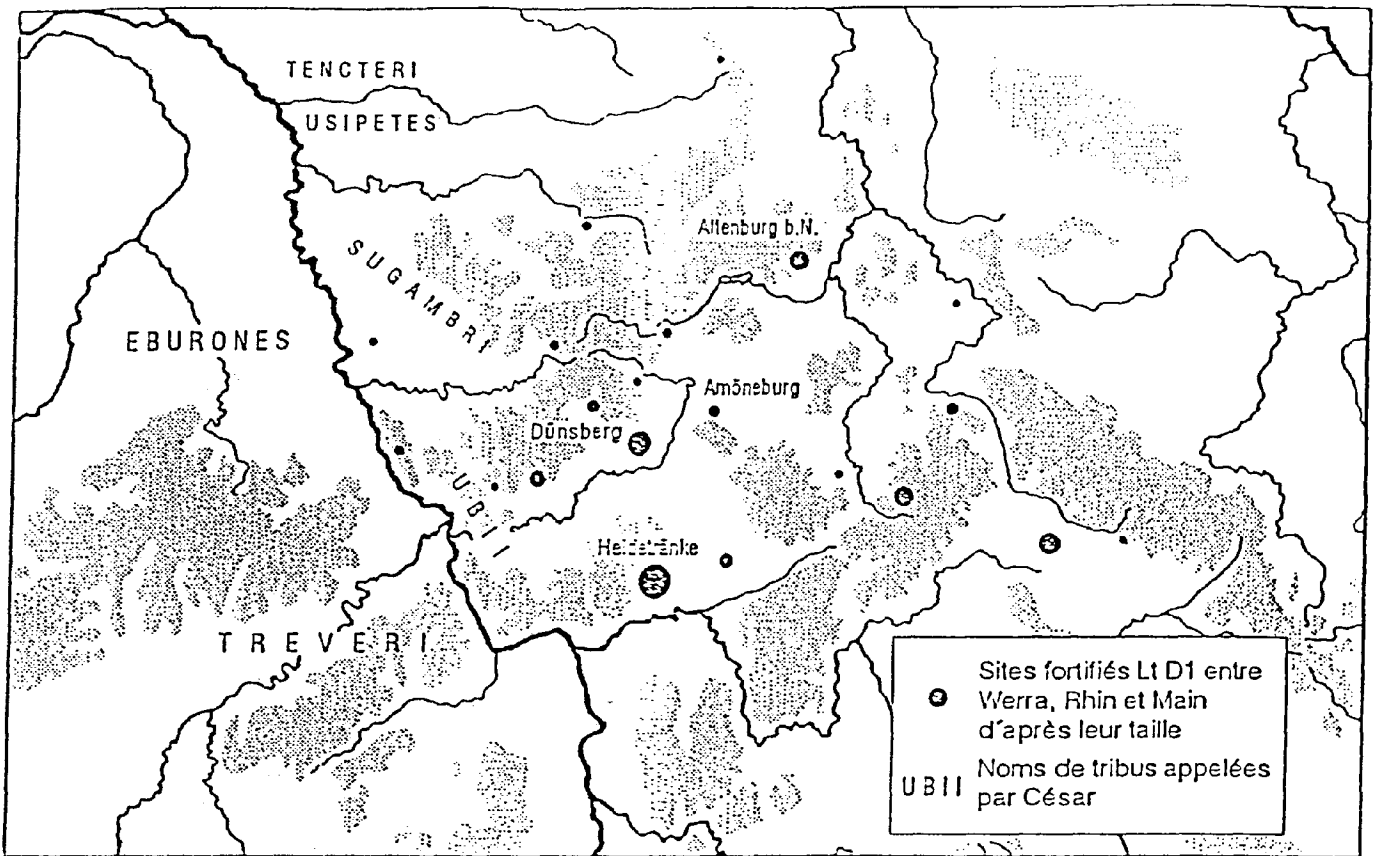 TENCTERI
USIPETES
SUGAMBRI
Altenburg b.N.
EBURONES
Amöneburg
Dünsberg
UBII
Heidetränke
TREVERI
Sites fortifiés Lt D1 entre
Werra, Rhin et Main
d'après leur taille
UBII Noms de tribus appelées
par César